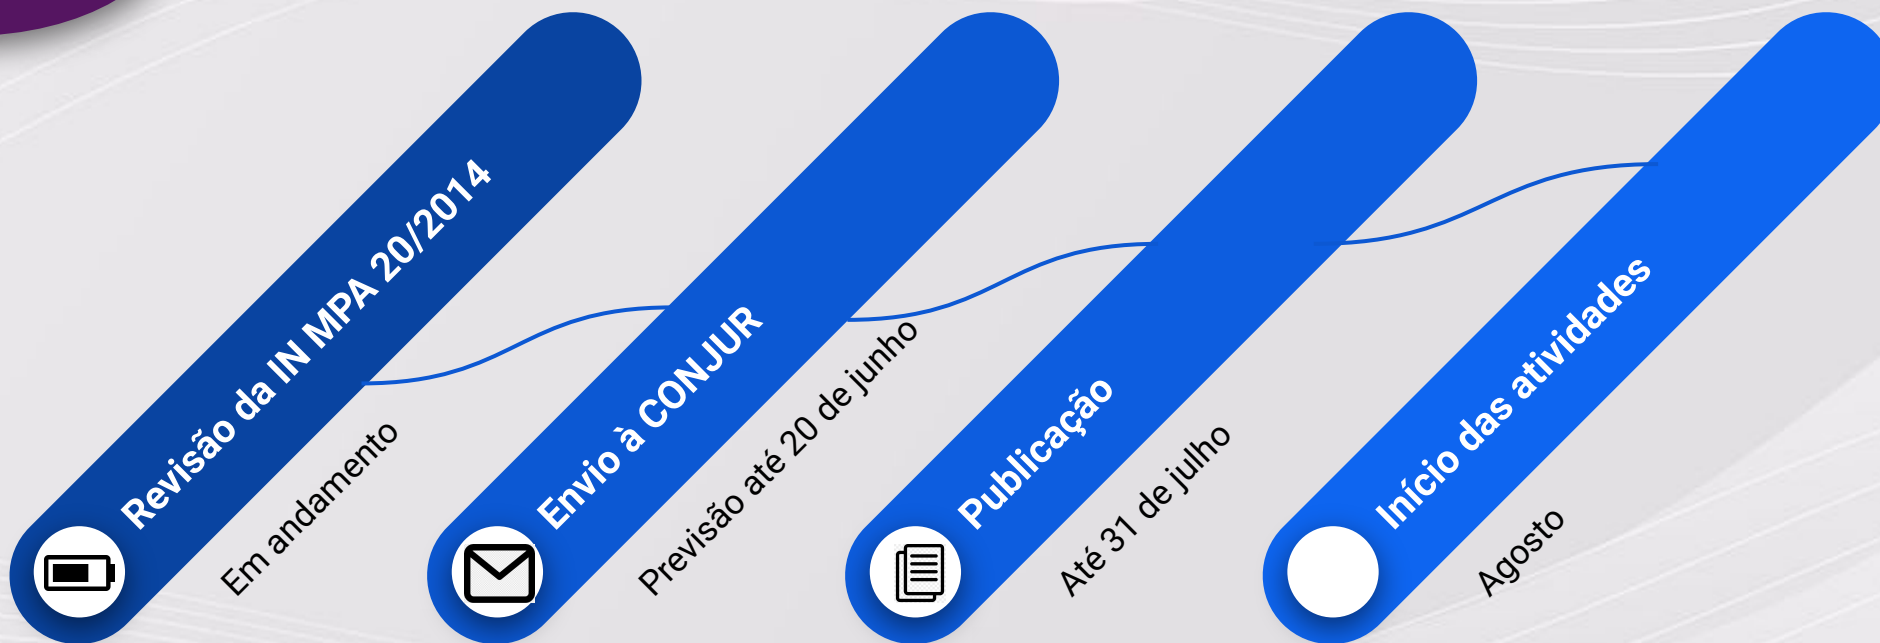 Revisão da IN MPA 20/2014
Em andamento
Envio à CONJUR
Previsão até 20 de junho
Publicação
Até 31 de julho
Início das atividades
Agosto